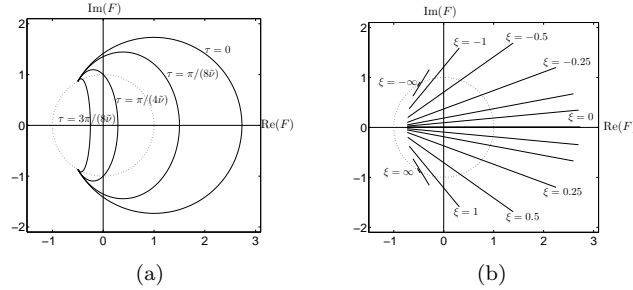 Im(F)
τ = 0
τ = π/(8ν̃)
τ = π/(4ν̃)
τ = 3π/(8ν̃)
Re(F)
2
1
0
−1
−2
−1 0 1 2 3
(a)
Im(F)
ξ = −1
ξ = −0.5
ξ = −0.25
ξ = −∞
ξ = 0
Re(F)
ξ = ∞
ξ = 0.25
ξ = 0.5
ξ = 1
2
1
0
−1
−2
−1 0 1 2 3
(b)